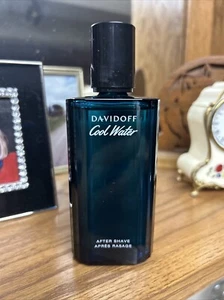 DAVIDOFF
Cool Water
AFTER SHAVE
APRÈS RASAGE